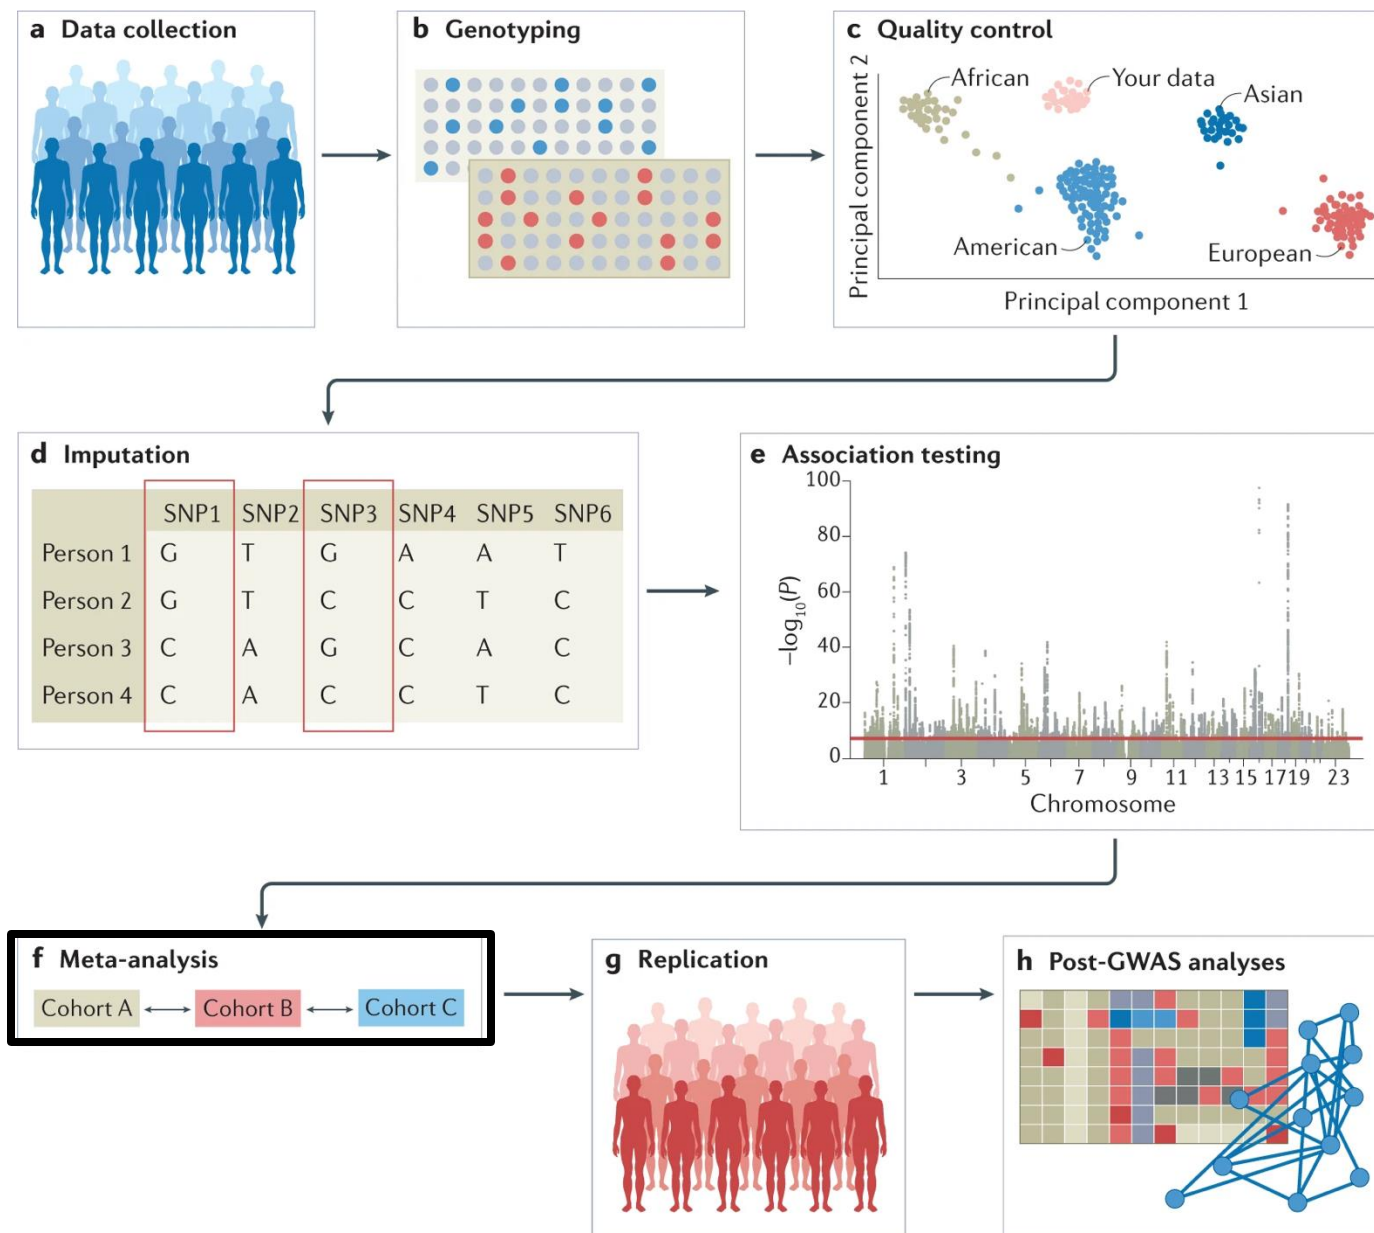 a Data collection
b Genotyping
c Quality control
Principal component 2
African
Your data
Asian
American
European
Principal component 1
d Imputation
SNP1 SNP2 SNP3 SNP4 SNP5 SNP6
Person 1 G T G A A T
Person 2 G T C C T C
Person 3 C A G C A C
Person 4 C A C C T C
e Association testing
–log10(P)
100
80
60
40
20
0
1 3 5 7 9 11 13 15 17 19 23
Chromosome
f Meta-analysis
Cohort A Cohort B Cohort C
g Replication
h Post-GWAS analyses